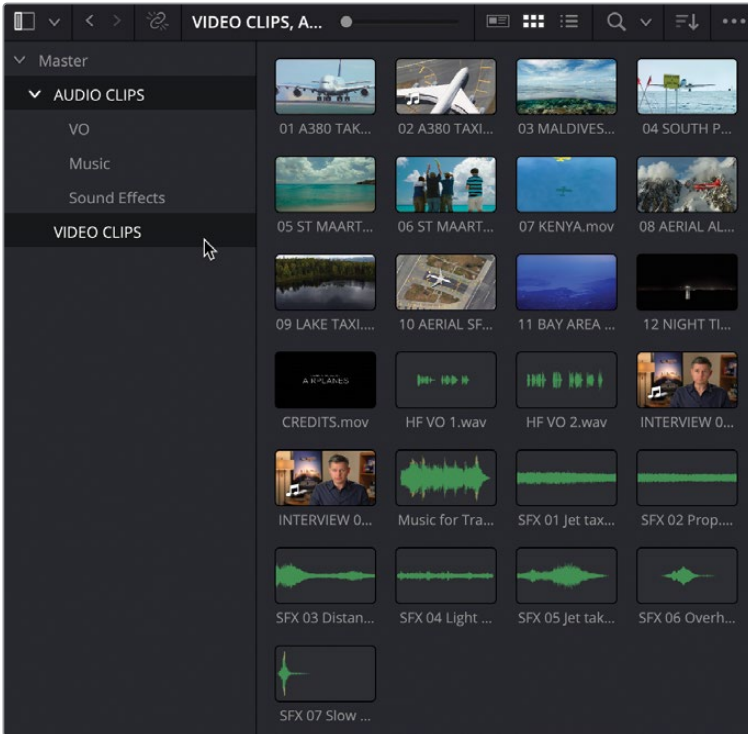 VIDEO CLIPS, A...
Master
AUDIO CLIPS
VO
Music
Sound Effects
VIDEO CLIPS
01 A380 TAK...
02 A380 TAXI...
03 MALDIVES...
04 SOUTH P...
05 ST MAART...
06 ST MAART...
07 KENYA.mov
08 AERIAL AL...
09 LAKE TAXI....
10 AERIAL SF...
11 BAY AREA ...
12 NIGHT TI...
AIRPLANES
CREDITS.mov
HF VO 1.wav
HF VO 2.wav
INTERVIEW 0...
INTERVIEW 0...
Music for Tra...
SFX 01 Jet tax...
SFX 02 Prop....
SFX 03 Distan...
SFX 04 Light ...
SFX 05 Jet tak...
SFX 06 Overh...
SFX 07 Slow ...